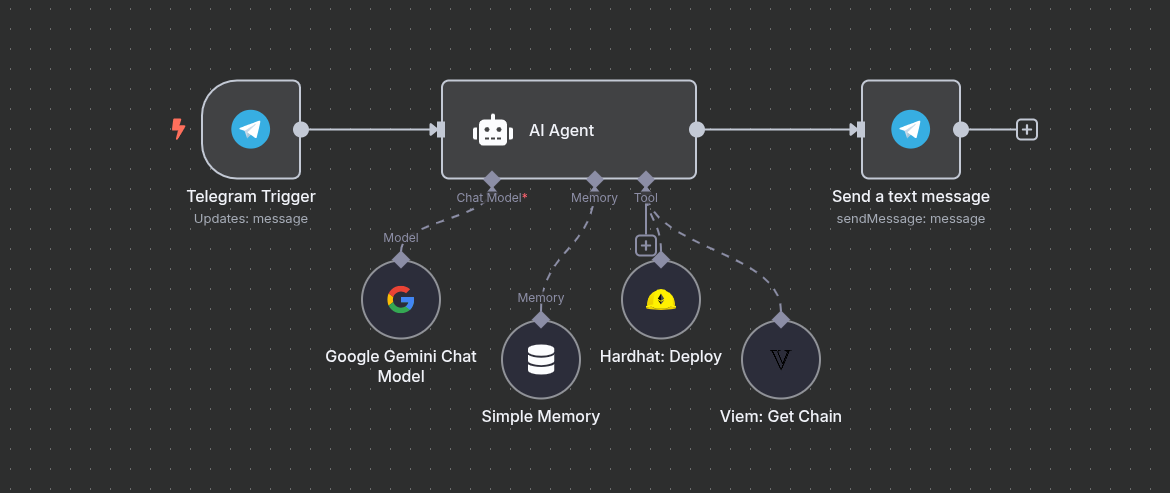 AI Agent
Telegram Trigger
Updates: message
Chat Model*
Memory
Tool
Send a text message
sendMessage: message
Model
Memory
Google Gemini Chat
Model
Hardhat: Deploy
Simple Memory
Viem: Get Chain